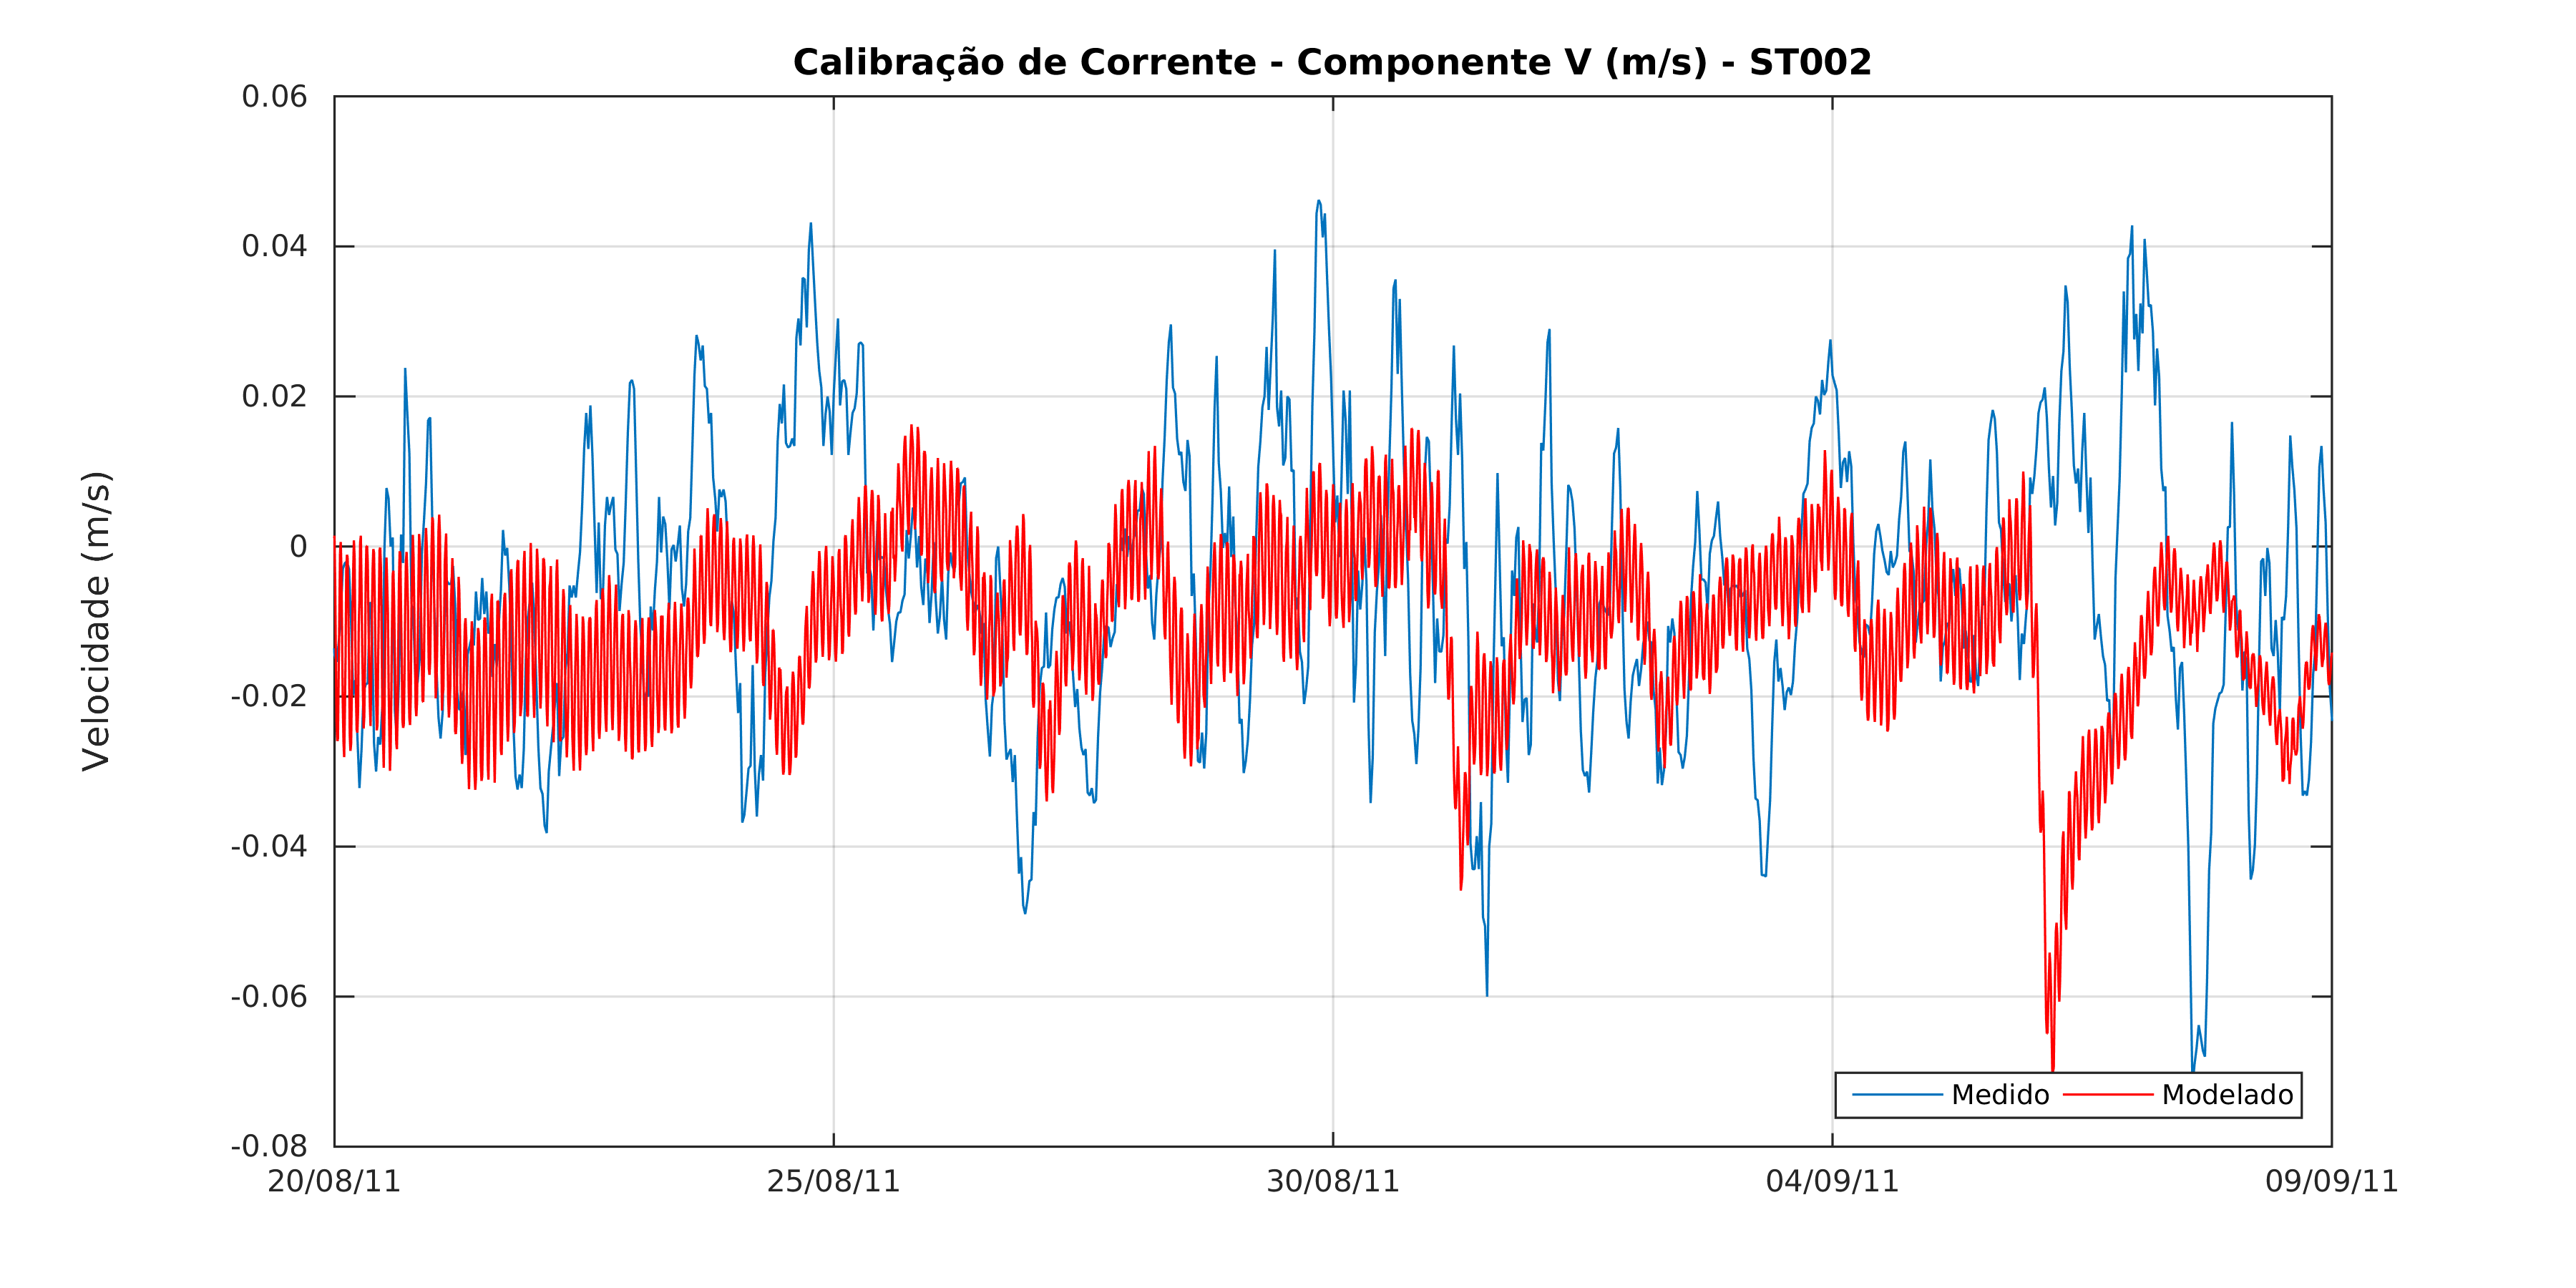 Calibração de Corrente - Componente V (m/s) - ST002
0.06
0.04
0.02
0
-0.02
-0.04
-0.06
-0.08
Velocidade (m/s)
20/08/11 25/08/11 30/08/11 04/09/11 09/09/11
Medido Modelado